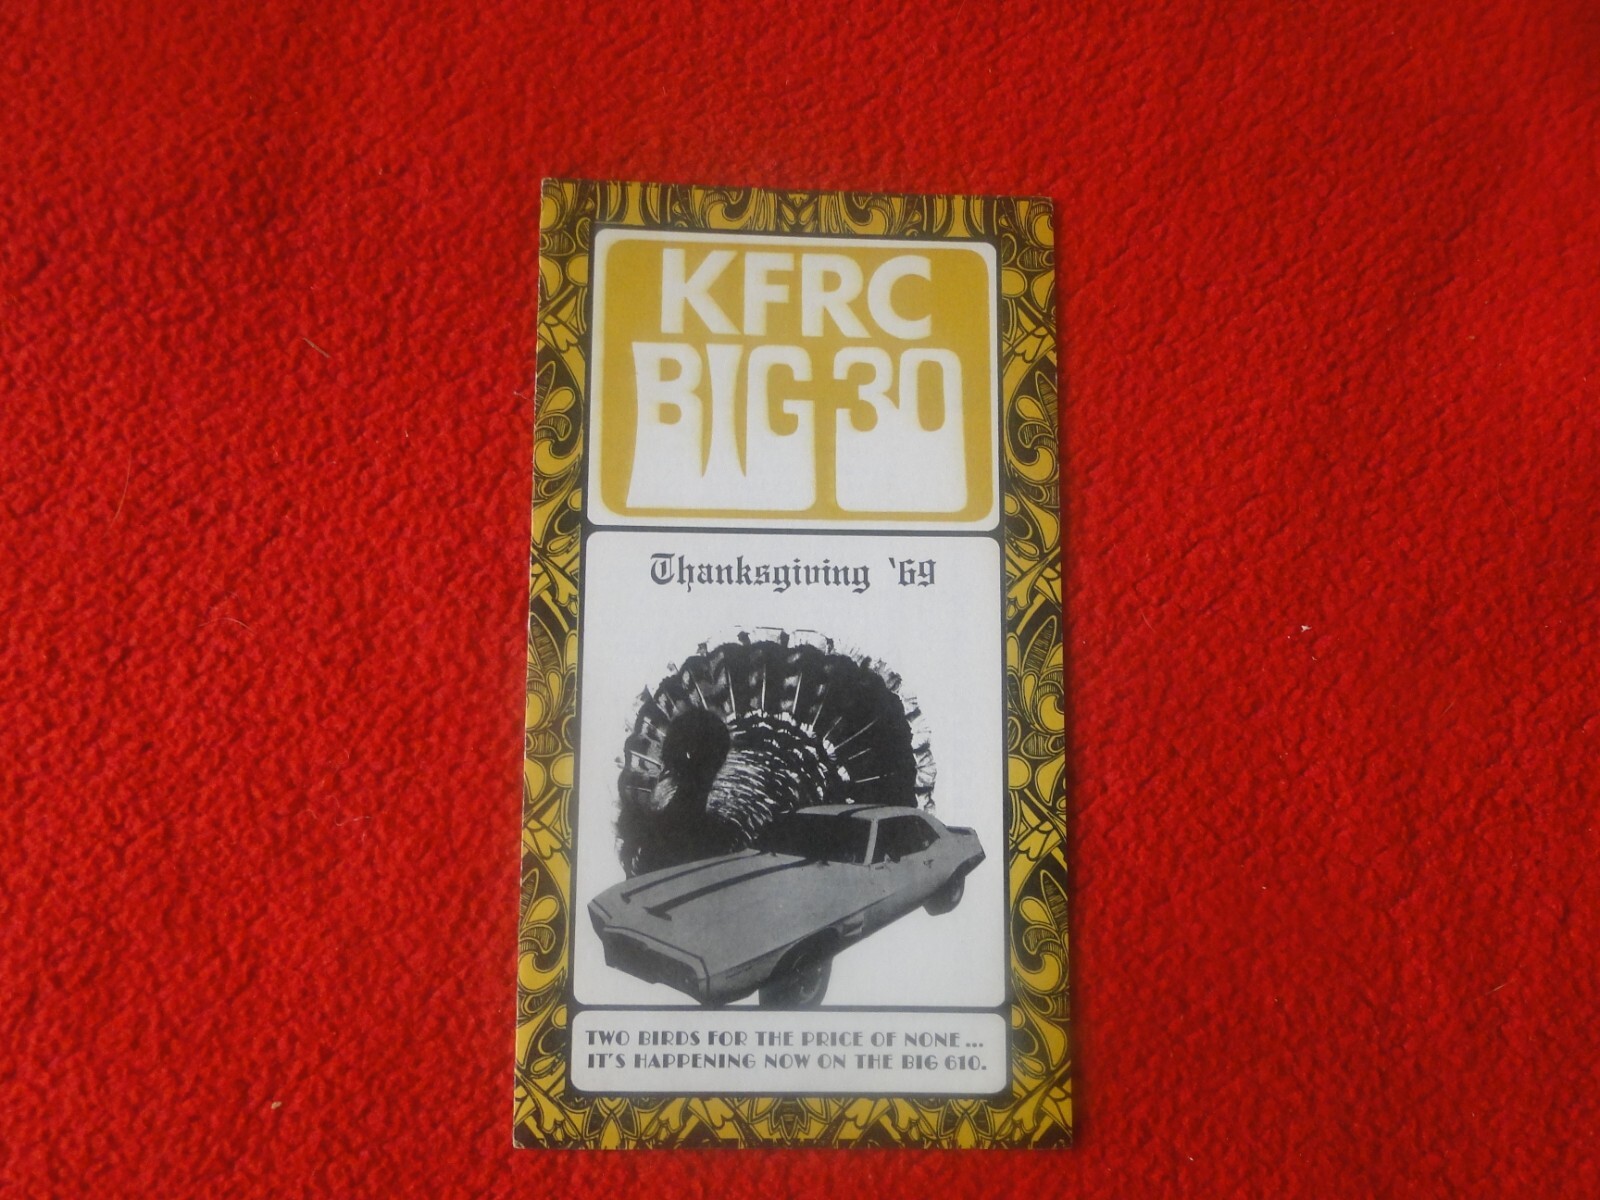 KFRC
BIG 30
Thanksgiving '69
TWO BIRDS FOR THE PRICE OF NONE...
IT'S HAPPENING NOW ON THE BIG 610.